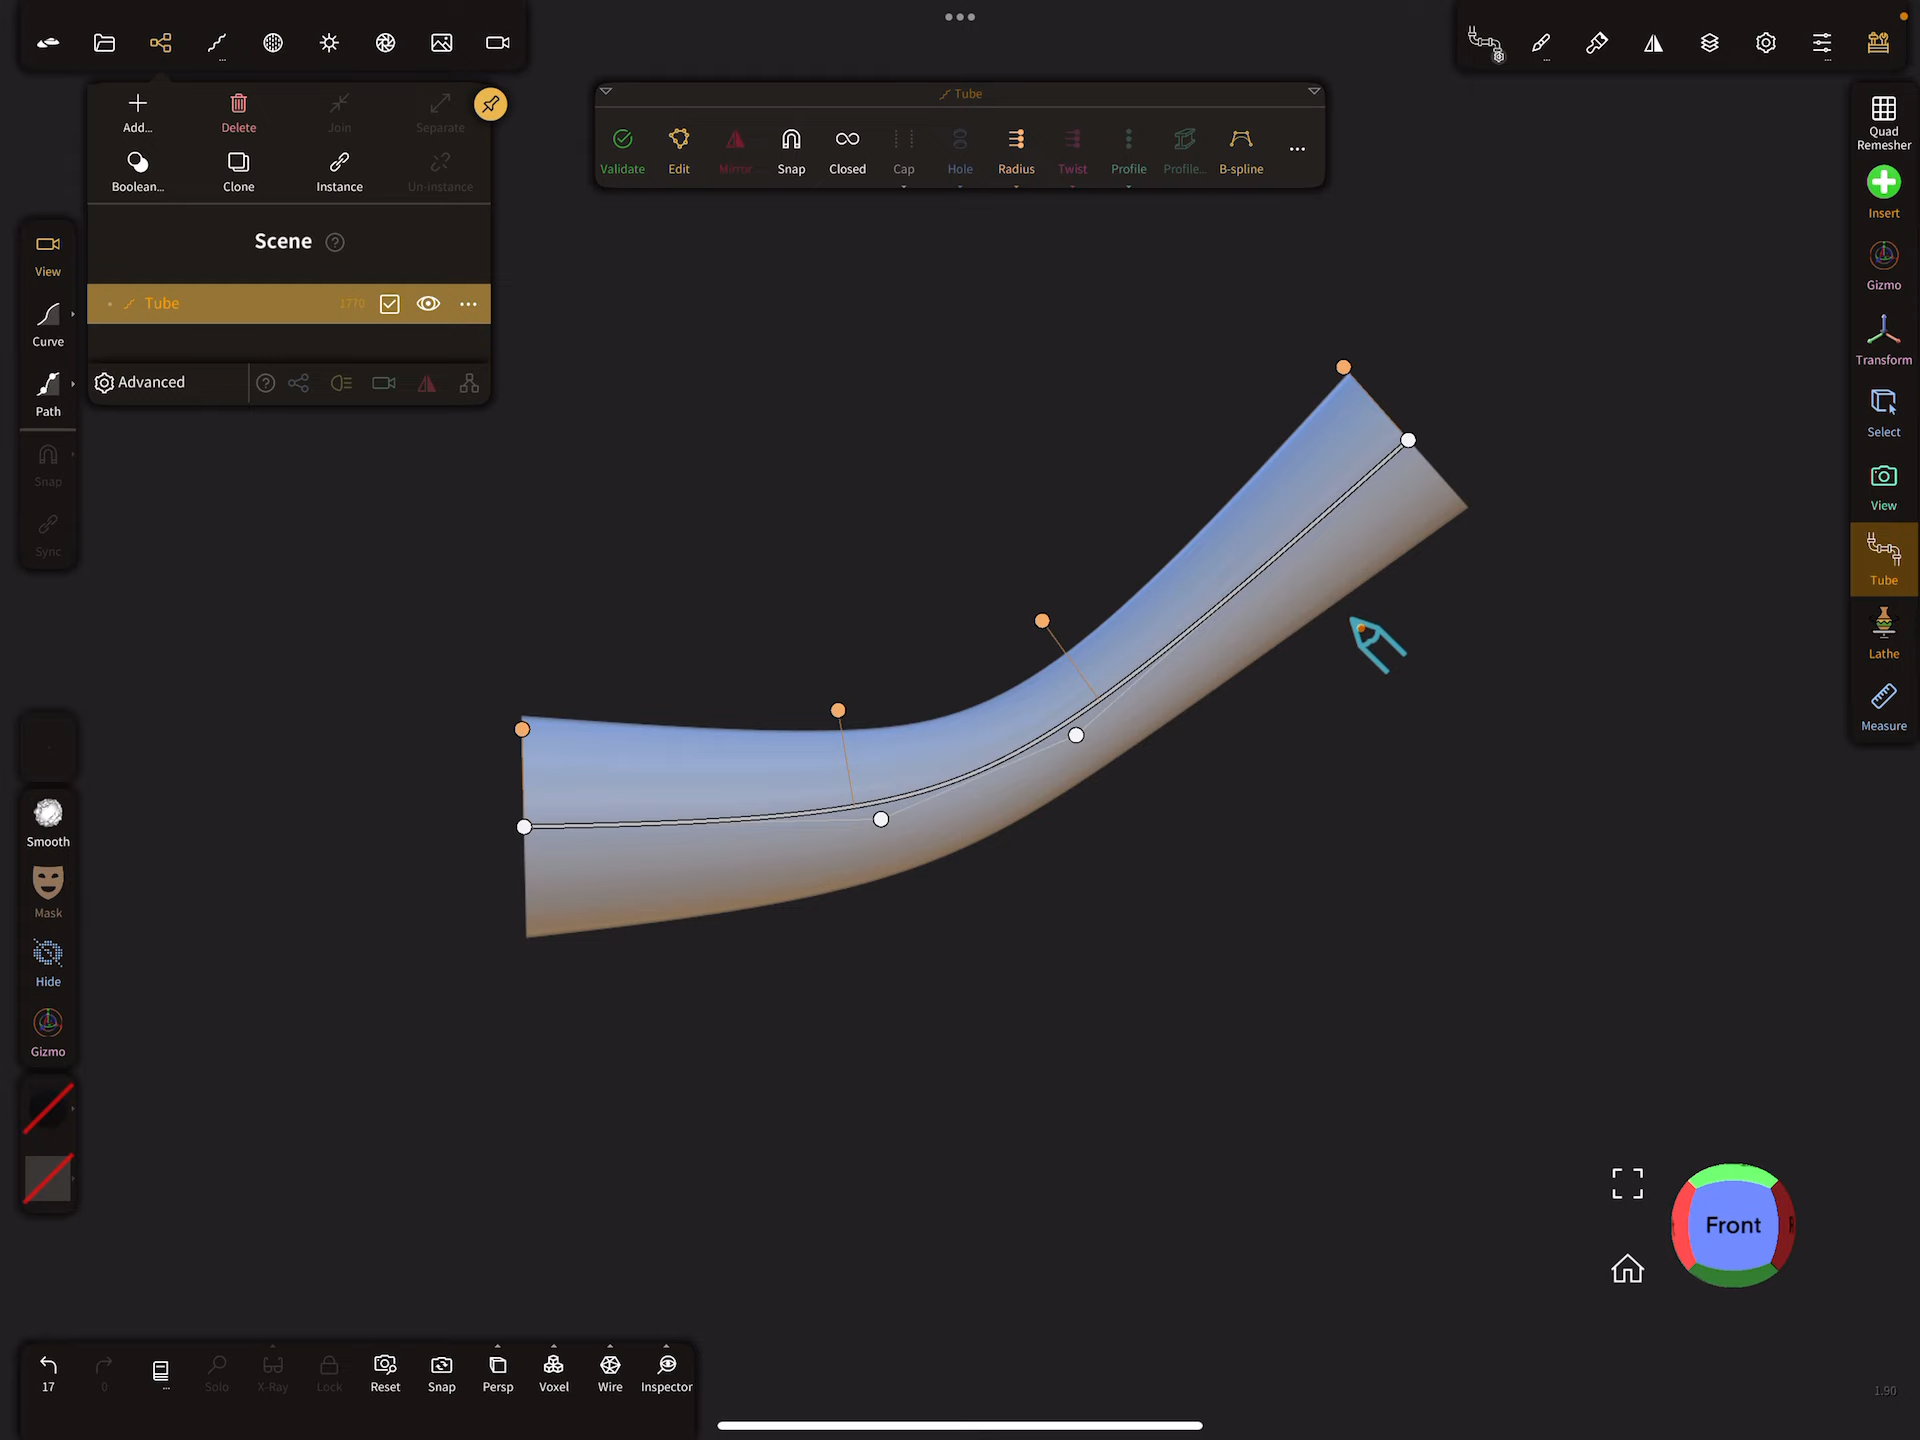 Add...
Delete
Join
Separate
Boolean...
Clone
Instance
Un-instance
Scene ?
Tube 1770
Advanced
?
View
Curve
Path
Snap
Sync
Smooth
Mask
Hide
Gizmo
Tube
Validate
Edit
Mirror
Snap
Closed
Cap
Hole
Radius
Twist
Profile
Profile...
B-spline
Quad
Remesher
Insert
Gizmo
Transform
Select
View
Tube
Lathe
Measure
Front
17
0
Solo
X-Ray
Lock
Reset
Snap
Persp
Voxel
Wire
Inspector
1.90